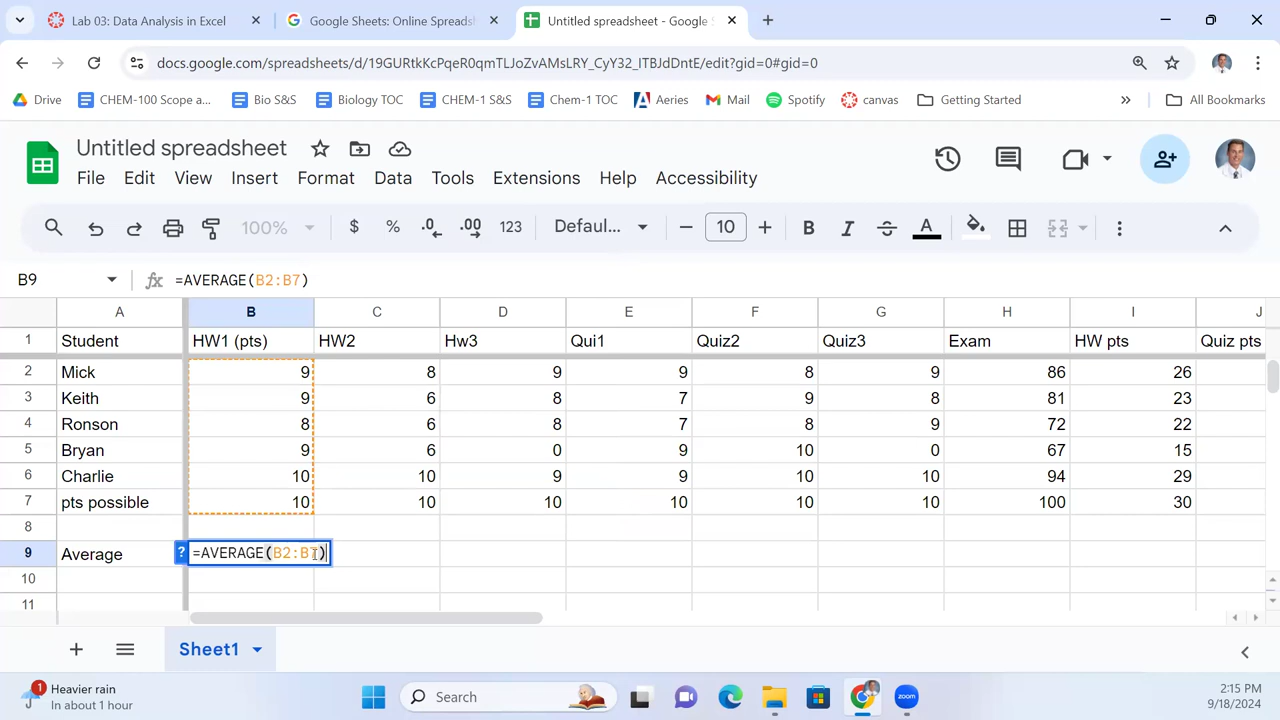 Lab 03: Data Analysis in Excel
Google Sheets: Online Spreads
Untitled spreadsheet - Google S
docs.google.com/spreadsheets/d/19GURtkKcPqeR0qmTLJoZvAMsLRY_CyY32_ITBJdDntE/edit?gid=0#gid=0
Drive CHEM-100 Scope a... Bio S&S Biology TOC CHEM-1 S&S Chem-1 TOC Aeries Mail Spotify canvas Getting Started » All Bookmarks
Untitled spreadsheet
File Edit View Insert Format Data Tools Extensions Help Accessibility
100% $ % .0 .00 123 Defaul... 10 B I S A
B9 fx =AVERAGE(B2:B7)
A B C D E F G H I J
1 Student HW1 (pts) HW2 Hw3 Qui1 Quiz2 Quiz3 Exam HW pts Quiz pts
2 Mick 9 8 9 9 8 9 86 26
3 Keith 9 6 8 7 9 8 81 23
4 Ronson 8 6 8 7 8 9 72 22
5 Bryan 9 6 0 9 10 0 67 15
6 Charlie 10 10 9 9 10 10 94 29
7 pts possible 10 10 10 10 10 10 100 30
8
9 Average ? =AVERAGE(B2:B7)
10
11
Sheet1
1 Heavier rain
In about 1 hour
Search
zoom
2:15 PM
9/18/2024